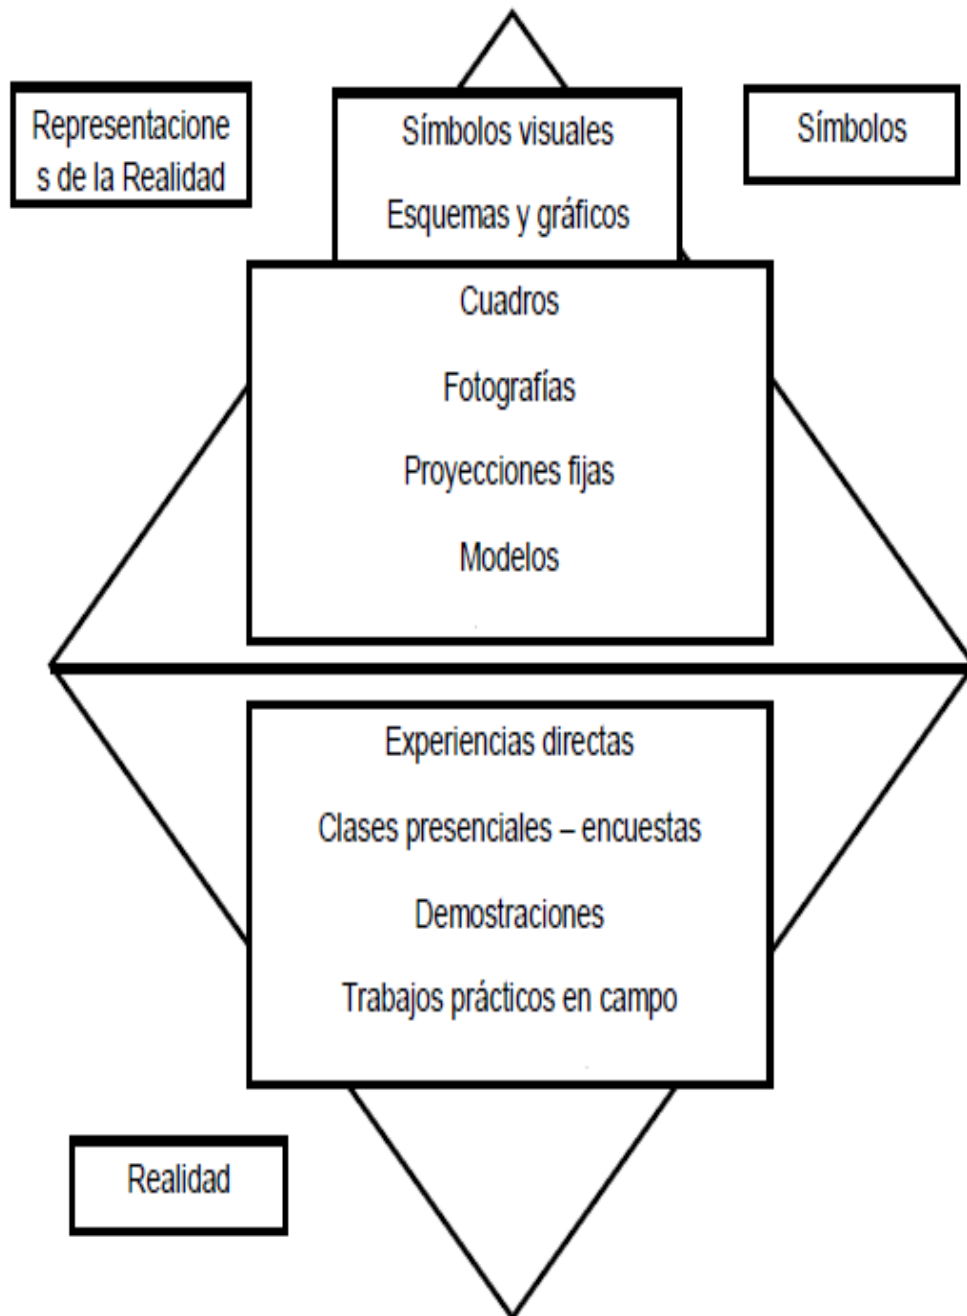 Representacione
s de la Realidad
Símbolos visuales
Esquemas y gráficos
Símbolos
Cuadros
Fotografías
Proyecciones fijas
Modelos
Experiencias directas
Clases presenciales – encuestas
Demostraciones
Trabajos prácticos en campo
Realidad